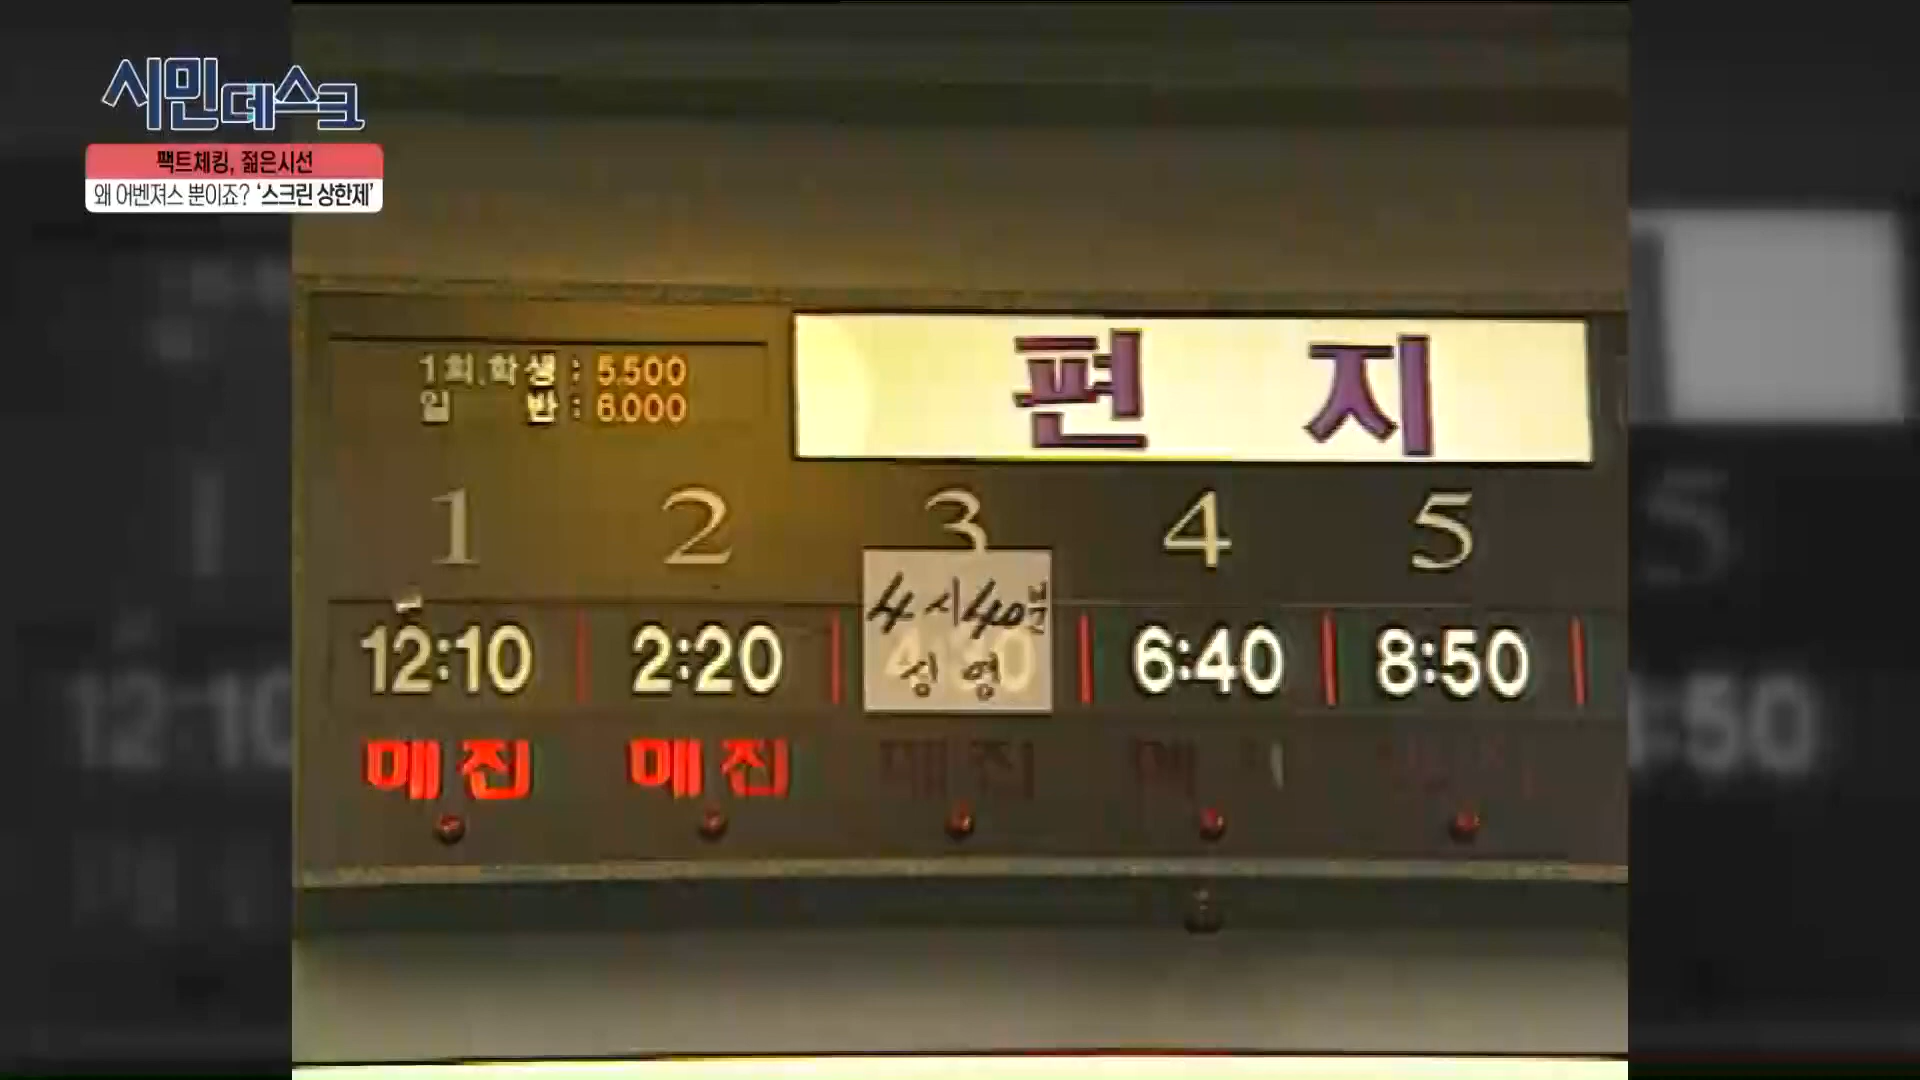 시민데스크
팩트체킹, 젊은시선
왜 어벤져스 뿐이죠? ‘스크린 상한제’
1회.학생 : 5.500
일 반 : 6.000
편 지
1 2 3 4 5
4시40분
12:10 2:20 6:40 8:50
매진 매진 매진